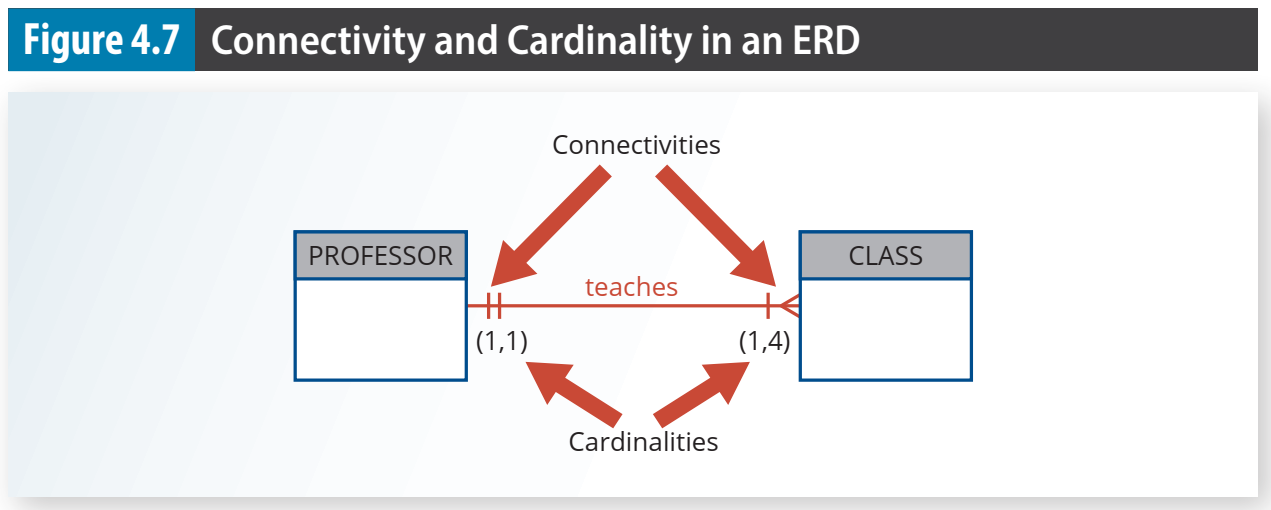 Figure 4.7 Connectivity and Cardinality in an ERD
Connectivities
PROFESSOR
CLASS
teaches
(1,1)
(1,4)
Cardinalities